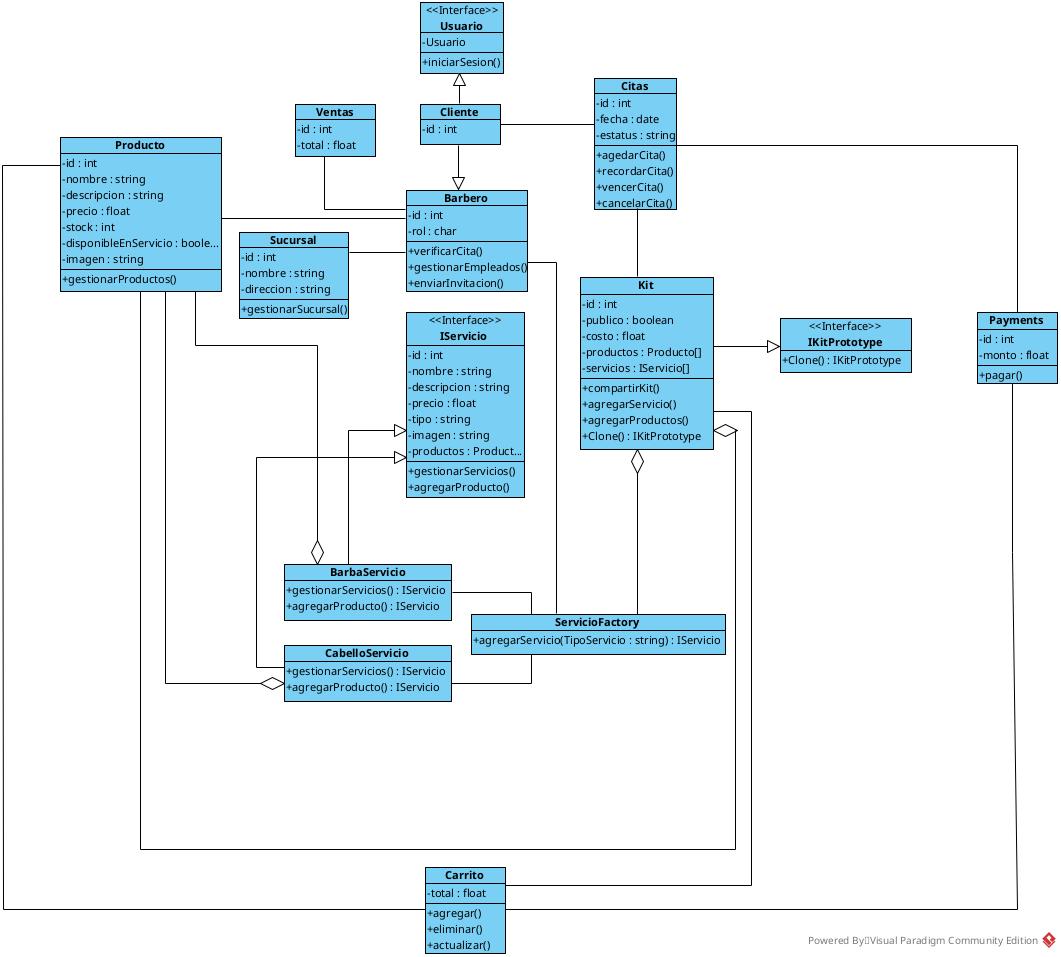 <<Interface>>
Usuario
-Usuario
+iniciarSesion()
Citas
-id : int
-fecha : date
-estatus : string
+agedarCita()
+recordarCita()
+vencerCita()
+cancelarCita()
Ventas
-id : int
-total : float
Cliente
-id : int
Producto
-id : int
-nombre : string
-descripcion : string
-precio : float
-stock : int
-disponibleEnServicio : boole...
-imagen : string
+gestionarProductos()
Barbero
-id : int
-rol : char
+verificarCita()
+gestionarEmpleados()
+enviarInvitacion()
Sucursal
-id : int
-nombre : string
-direccion : string
+gestionarSucursal()
Kit
-id : int
-publico : boolean
-costo : float
-productos : Producto[]
-servicios : IServicio[]
+compartirKit()
+agregarServicio()
+agregarProductos()
+Clone() : IKitPrototype
<<Interface>>
IServicio
-id : int
-nombre : string
-descripcion : string
-precio : float
-tipo : string
-imagen : string
-productos : Product...
+gestionarServicios()
+agregarProducto()
<<Interface>>
IKitPrototype
+Clone() : IKitPrototype
Payments
-id : int
-monto : float
+pagar()
BarbaServicio
+gestionarServicios() : IServicio
+agregarProducto() : IServicio
ServicioFactory
+agregarServicio(TipoServicio : string) : IServicio
CabelloServicio
+gestionarServicios() : IServicio
+agregarProducto() : IServicio
Carrito
-total : float
+agregar()
+eliminar()
+actualizar()
Powered By Visual Paradigm Community Edition